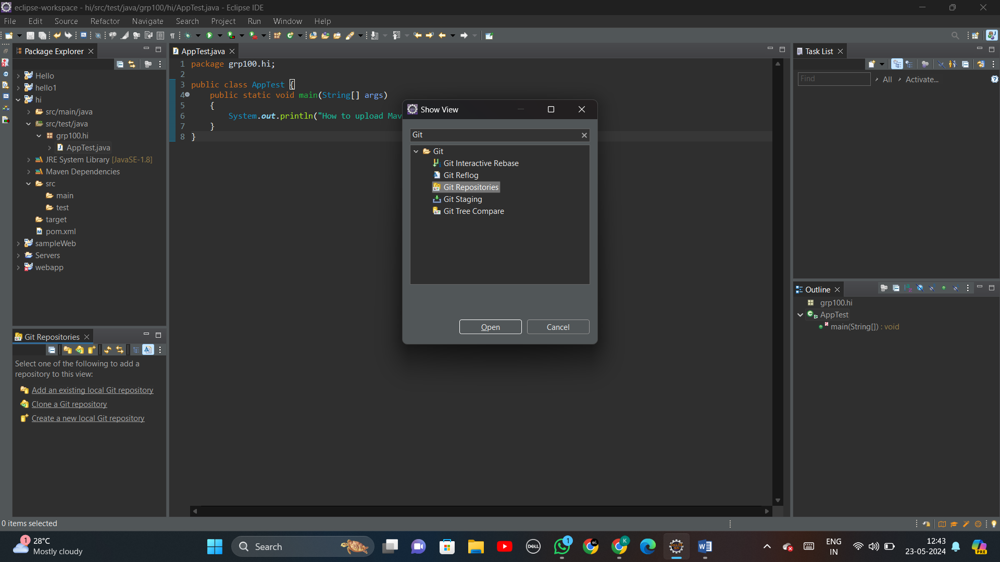 eclipse-workspace - hi/src/test/java/grp100/hi/AppTest.java - Eclipse IDE
File Edit Source Refactor Navigate Search Project Run Window Help
Package Explorer
Hello
hello1
hi
src/main/java
src/test/java
grp100.hi
AppTest.java
JRE System Library [JavaSE-1.8]
Maven Dependencies
src
main
test
target
pom.xml
sampleWeb
Servers
webapp
Git Repositories
Select one of the following to add a
repository to this view:
Add an existing local Git repository
Clone a Git repository
Create a new local Git repository
AppTest.java
1 package grp100.hi;
2
3 public class AppTest {
4 public static void main(String[] args)
5 {
6 System.out.println("How to upload Mav
7 }
8 }
Show View
Git
Git
Git Interactive Rebase
Git Reflog
Git Repositories
Git Staging
Git Tree Compare
Open Cancel
Task List
Find All Activate...
Outline
grp100.hi
AppTest
main(String[]) : void
0 items selected
1
28°C
Mostly cloudy
Search
DELL
1
K
ENG
IN
12:43
23-05-2024
PRE